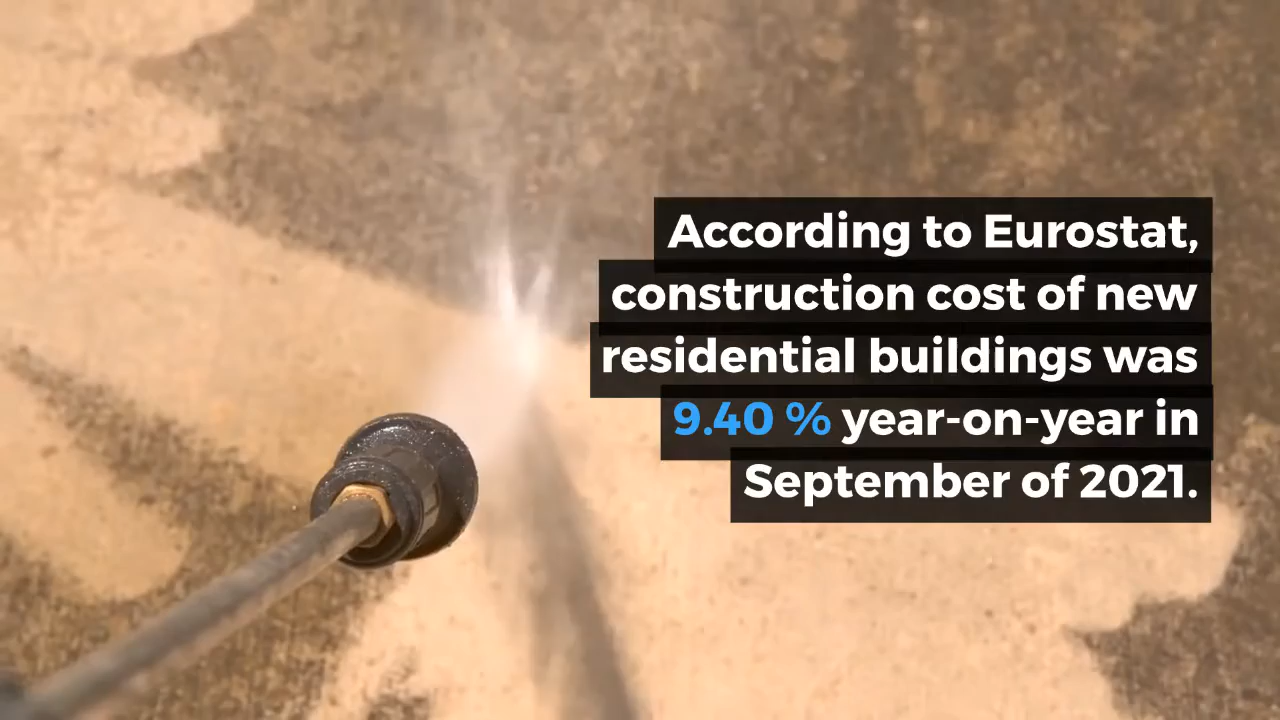 According to Eurostat,
construction cost of new
residential buildings was
9.40 % year-on-year in
September of 2021.